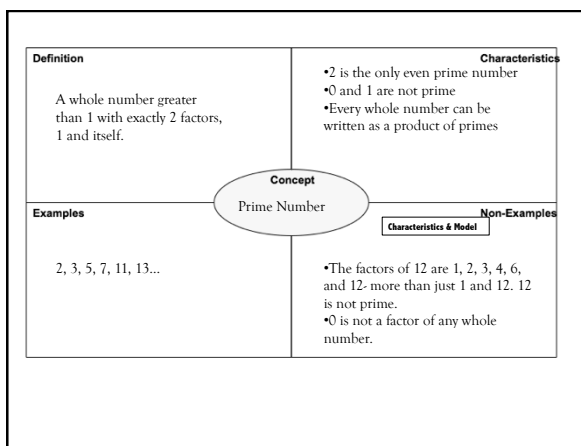 Definition
A whole number greater
than 1 with exactly 2 factors,
1 and itself.
Characteristics
•2 is the only even prime number
•0 and 1 are not prime
•Every whole number can be
written as a product of primes
Concept
Prime Number
Examples
2, 3, 5, 7, 11, 13...
Non-Examples
Characteristics & Model
•The factors of 12 are 1, 2, 3, 4, 6,
and 12- more than just 1 and 12. 12
is not prime.
•0 is not a factor of any whole
number.